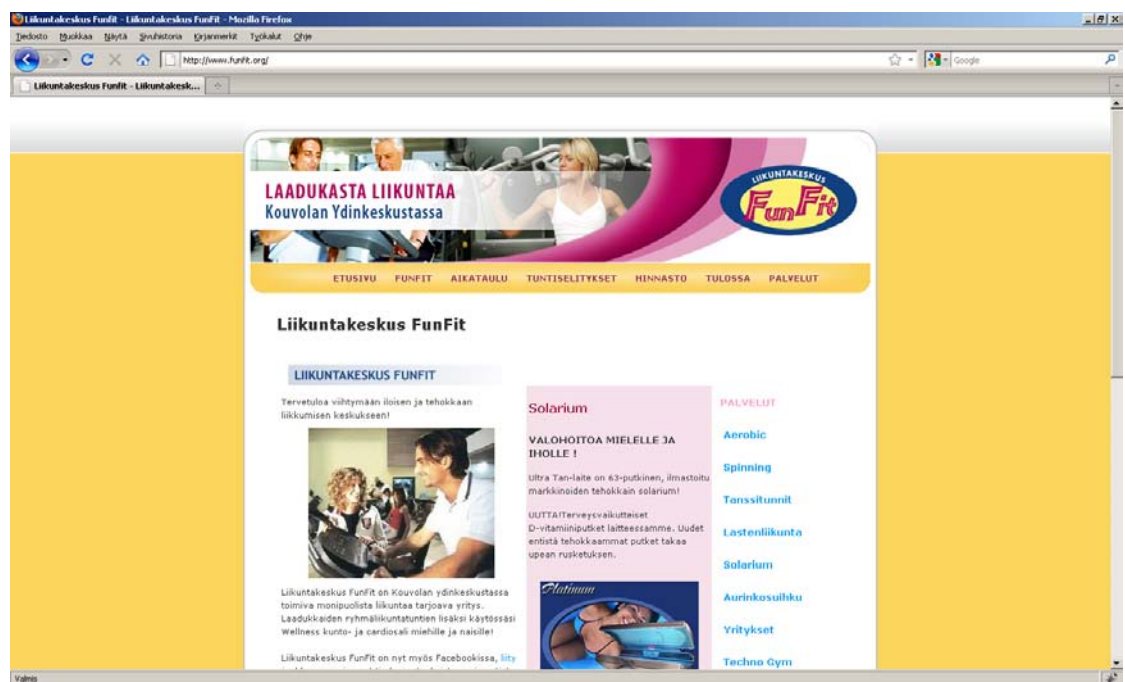 Liikuntakeskus Funfit - Liikuntakeskus FunFit - Mozilla Firefox
Tiedosto Muokkaa Näytä Sivuhistoria Kirjanmerkit Työkalut Ohje
http://www.funfit.org/
Google
Liikuntakeskus Funfit - Liikuntakesk...
LAADUKASTA LIIKUNTAA
Kouvolan Ydinkeskustassa
LIIKUNTAKESKUS
FunFit
ETUSIVU FUNFIT AIKATAULU TUNTISELITYKSET HINNASTO TULOSSA PALVELUT
Liikuntakeskus FunFit
LIIKUNTAKESKUS FUNFIT
Tervetuloa viihtymään iloisen ja tehokkaan
liikkumisen keskukseen!
Liikuntakeskus FunFit on Kouvolan ydinkeskustassa
toimiva monipuolista liikuntaa tarjoava yritys.
Laadukkaiden ryhmäliikuntatuntien lisäksi käytössäsi
Wellness kunto- ja cardiosali miehille ja naisille!
Liikuntakeskus FunFit on nyt myös Facebookissa, liity
Solarium
VALOHOITOA MIELELLE JA
IHOLLE !
Ultra Tan-laite on 63-putkinen, ilmastoitu
markkinoiden tehokkain solarium!
UUTTA!Terveysvaikutteiset
D-vitamiiniputket laitteessamme. Uudet
entistä tehokkaammat putket takaa
upean rusketuksen.
Platinum
PALVELUT
Aerobic
Spinning
Tanssitunnit
Lastenliikunta
Solarium
Aurinkosuihku
Yritykset
Techno Gym
Valmis